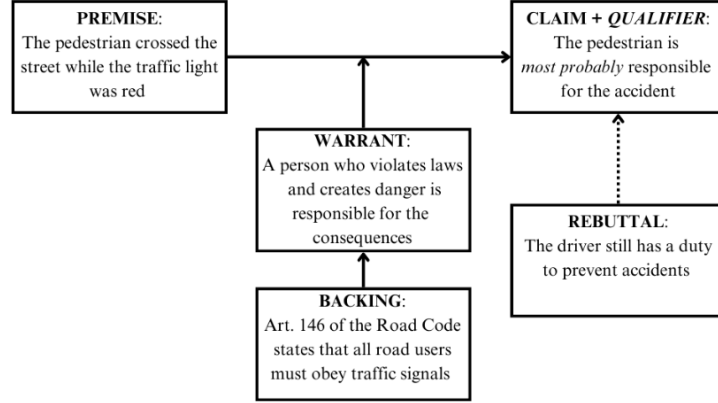 PREMISE:
The pedestrian crossed the
street while the traffic light
was red
CLAIM + QUALIFIER:
The pedestrian is
most probably responsible
for the accident
WARRANT:
A person who violates laws
and creates danger is
responsible for the
consequences
REBUTTAL:
The driver still has a duty
to prevent accidents
BACKING:
Art. 146 of the Road Code
states that all road users
must obey traffic signals